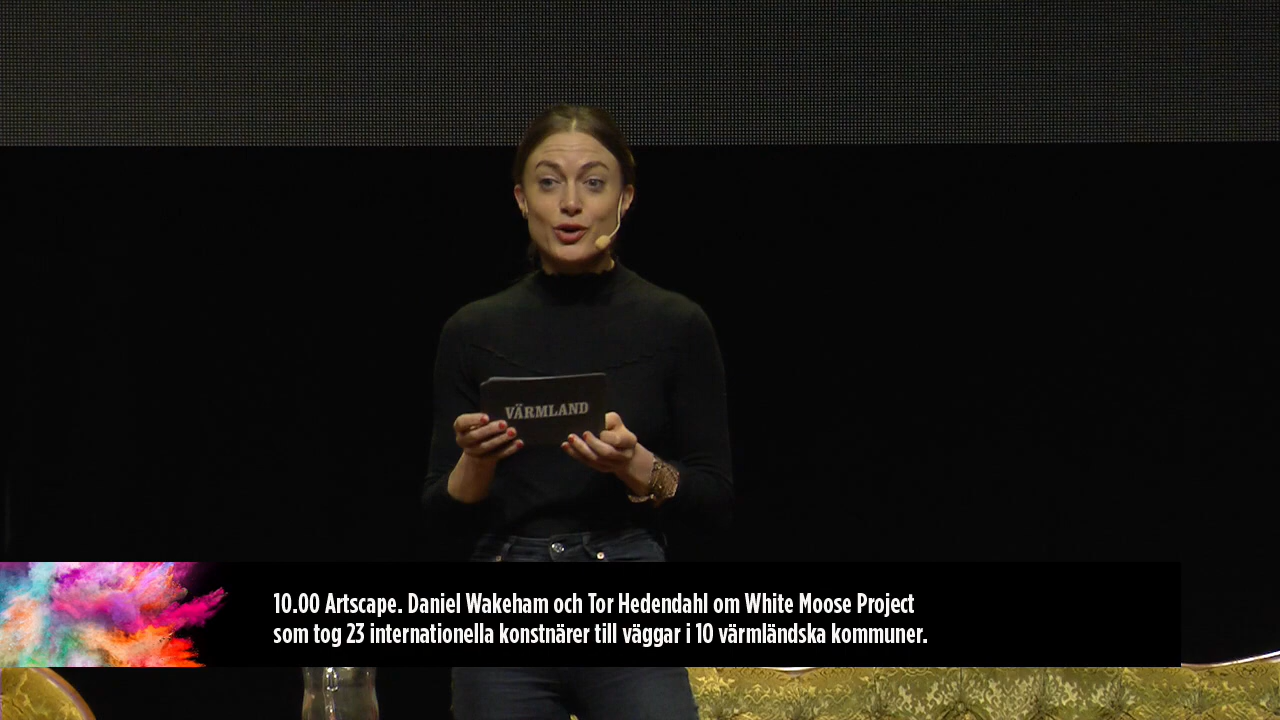 VÄRMLAND
10.00 Artscape. Daniel Wakeham och Tor Hedendahl om White Moose Project
som tog 23 internationella konstnärer till väggar i 10 värmländska kommuner.